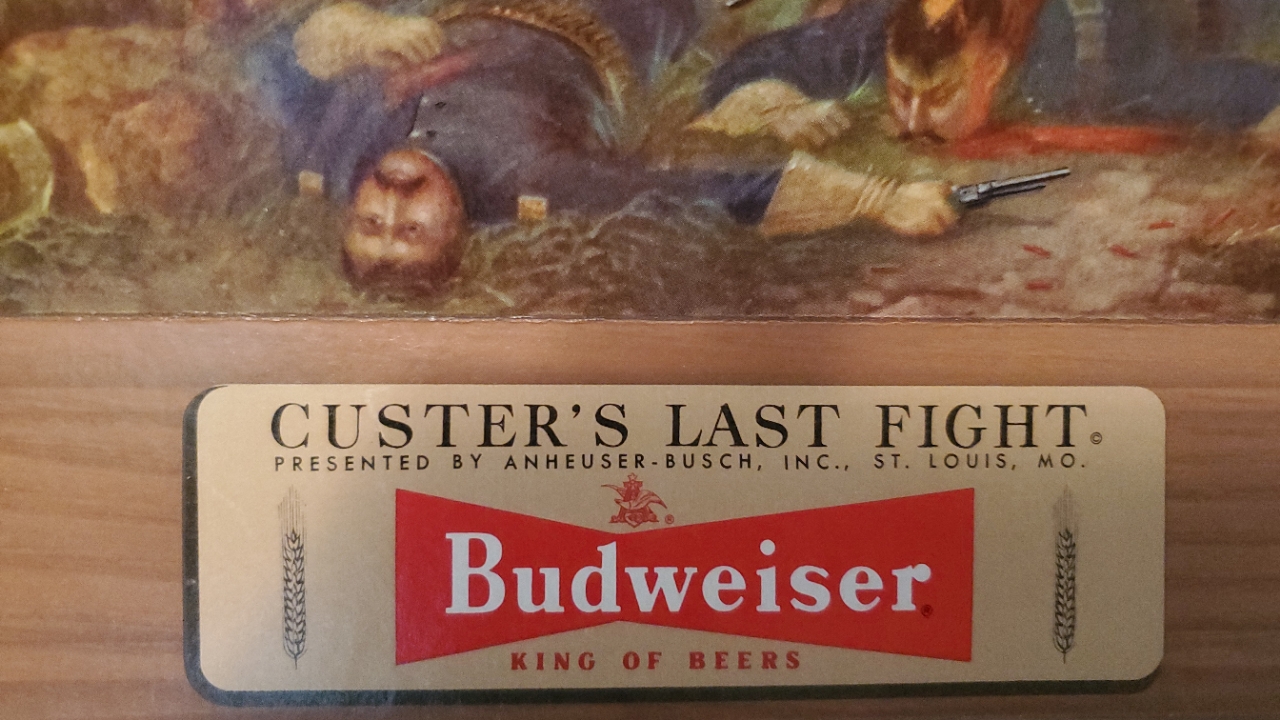 CUSTER'S LAST FIGHT.©
PRESENTED BY ANHEUSER-BUSCH, INC., ST. LOUIS, MO.
®
Budweiser®
KING OF BEERS